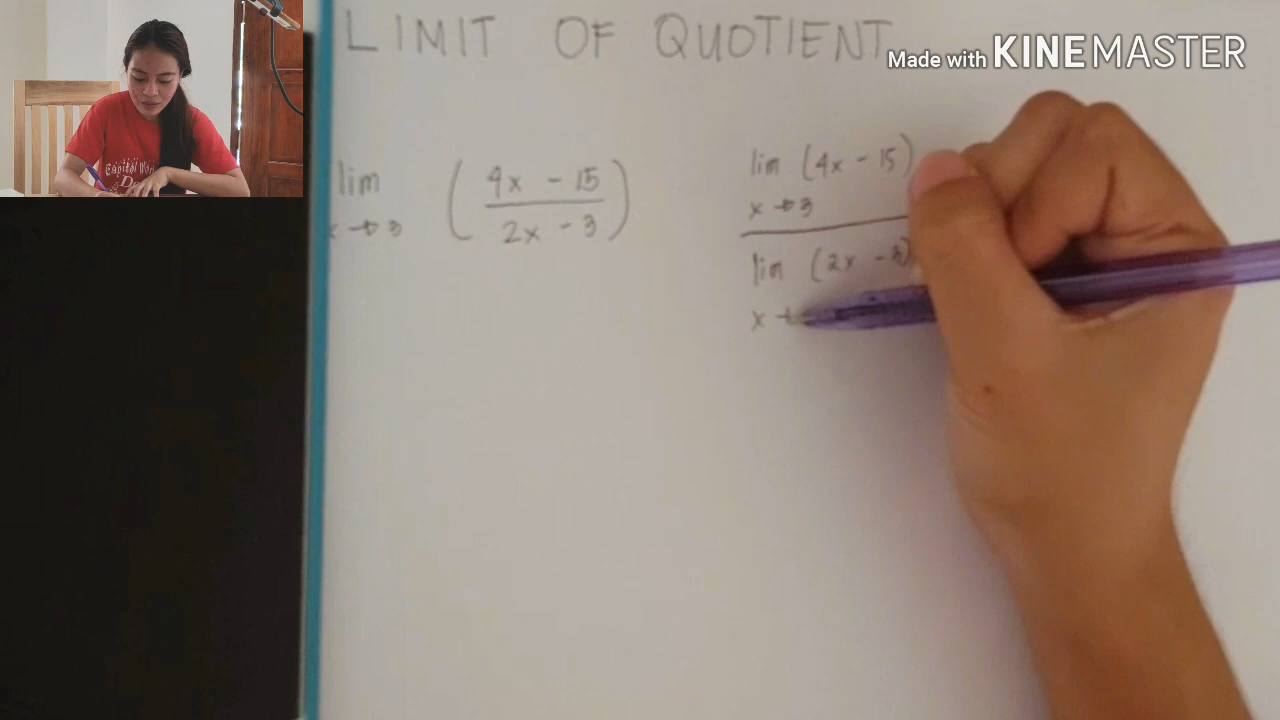 LIMIT OF QUOTIENT
Made with KINEMASTER
Capitol
lim (4x - 15 / 2x - 3)
x → 3
lim (4x - 15)
x → 3
lim (2x - 3)
x →